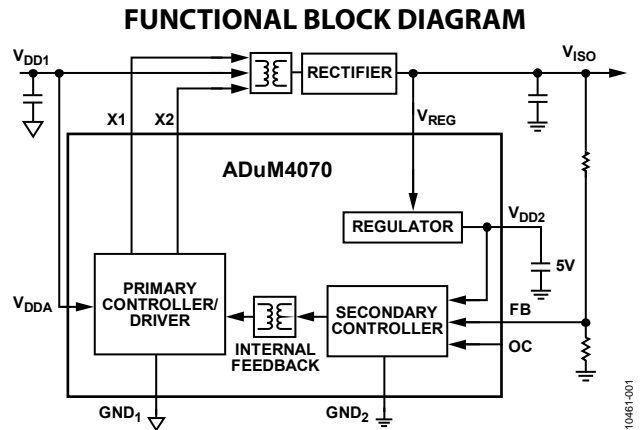 FUNCTIONAL BLOCK DIAGRAM
VDD1
RECTIFIER
VISO
X1
X2
VREG
ADuM4070
REGULATOR
VDD2
5V
PRIMARY
CONTROLLER/
DRIVER
VDDA
SECONDARY
CONTROLLER
FB
INTERNAL
FEEDBACK
OC
GND1
GND2
10461-001